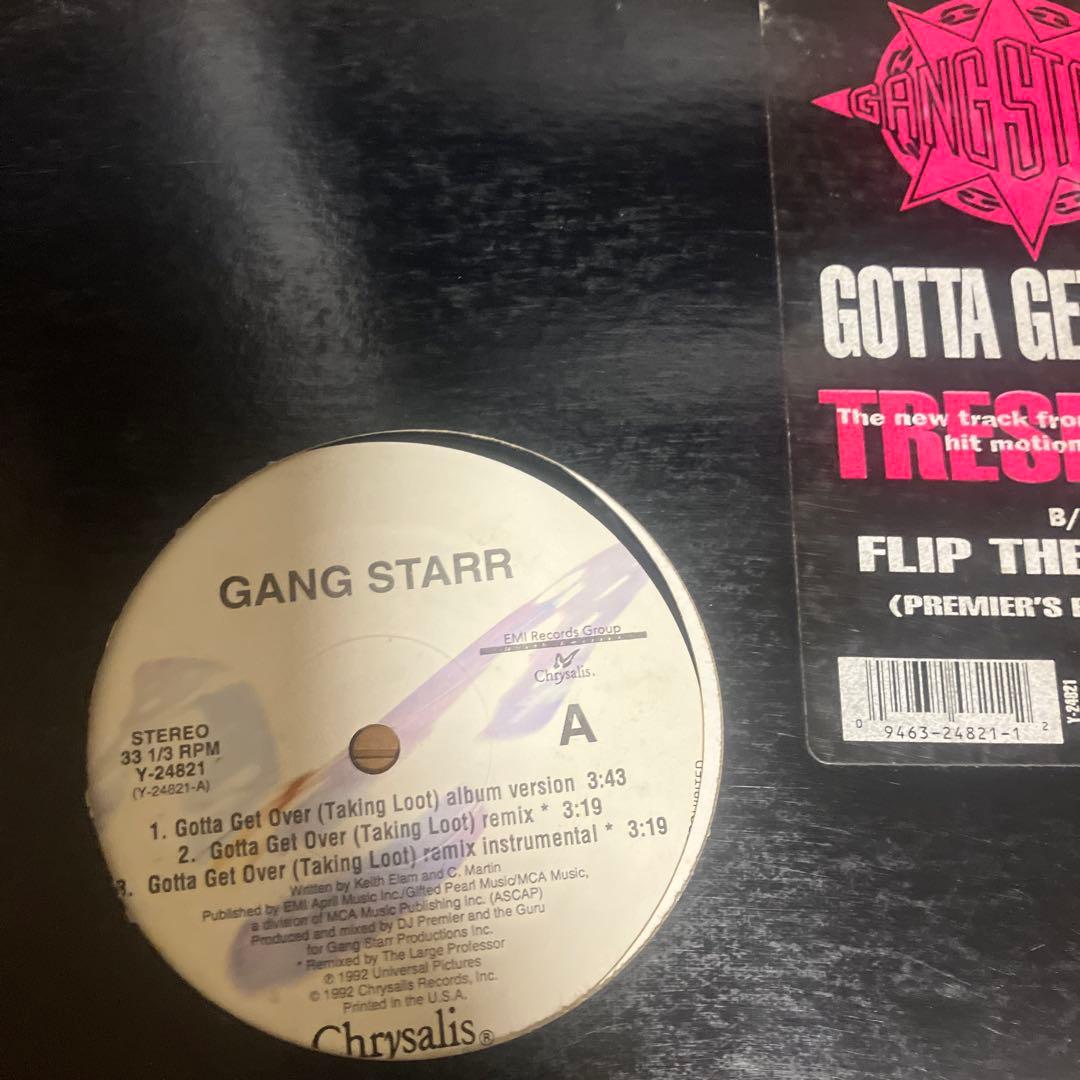 GANG STARR
EMI Records Group
Chrysalis®
A
STEREO
33 1/3 RPM
Y-24821
(Y-24821-A)
1. Gotta Get Over (Taking Loot) album version 3:43
2. Gotta Get Over (Taking Loot) remix * 3:19
3. Gotta Get Over (Taking Loot) remix instrumental * 3:19
Written by Keith Elam and C. Martin
Published by EMI April Music Inc./Gifted Pearl Music/MCA Music,
a division of MCA Music Publishing Inc. (ASCAP)
Produced and mixed by DJ Premier and the Guru
for Gang Starr Productions Inc.
* Remixed by The Large Professor
℗ 1992 Universal Pictures
© 1992 Chrysalis Records, Inc.
Printed in the U.S.A.
Chrysalis®
GANGST
GOTTA GE
TRES
The new track fro
hit motion
B/
FLIP THE
(PREMIER'S
0 9463-24821-1 2
Y-24821